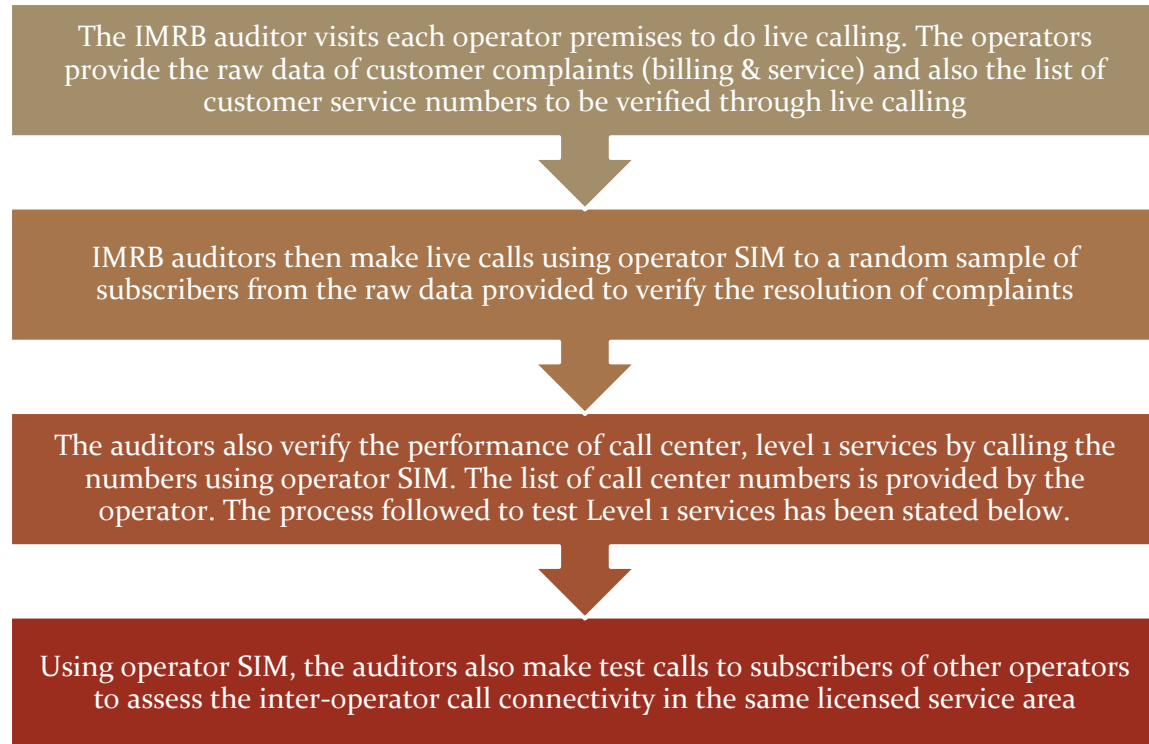 The IMRB auditor visits each operator premises to do live calling. The operators
provide the raw data of customer complaints (billing & service) and also the list of
customer service numbers to be verified through live calling
IMRB auditors then make live calls using operator SIM to a random sample of
subscribers from the raw data provided to verify the resolution of complaints
The auditors also verify the performance of call center, level 1 services by calling the
numbers using operator SIM. The list of call center numbers is provided by the
operator. The process followed to test Level 1 services has been stated below.
Using operator SIM, the auditors also make test calls to subscribers of other operators
to assess the inter-operator call connectivity in the same licensed service area